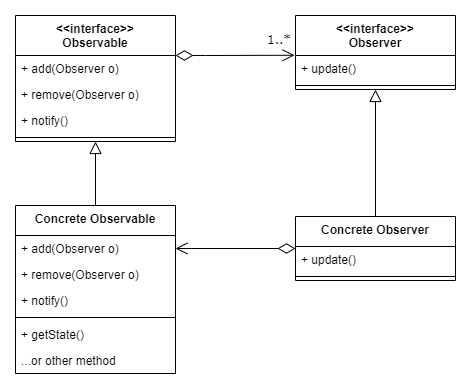 <<interface>>
Observable
+ add(Observer o)
+ remove(Observer o)
+ notify()
1..*
<<interface>>
Observer
+ update()
Concrete Observable
+ add(Observer o)
+ remove(Observer o)
+ notify()
+ getState()
...or other method
Concrete Observer
+ update()